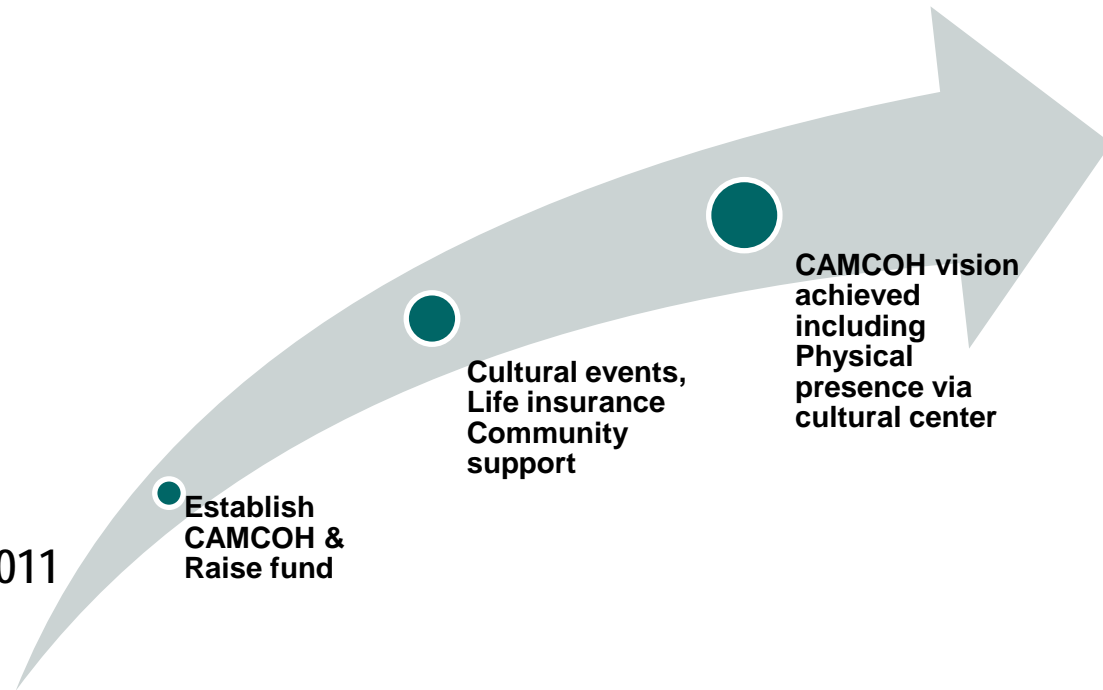 CAMCOH vision
achieved
including
Physical
presence via
cultural center
Cultural events,
Life insurance
Community
support
Establish
CAMCOH &
Raise fund
011